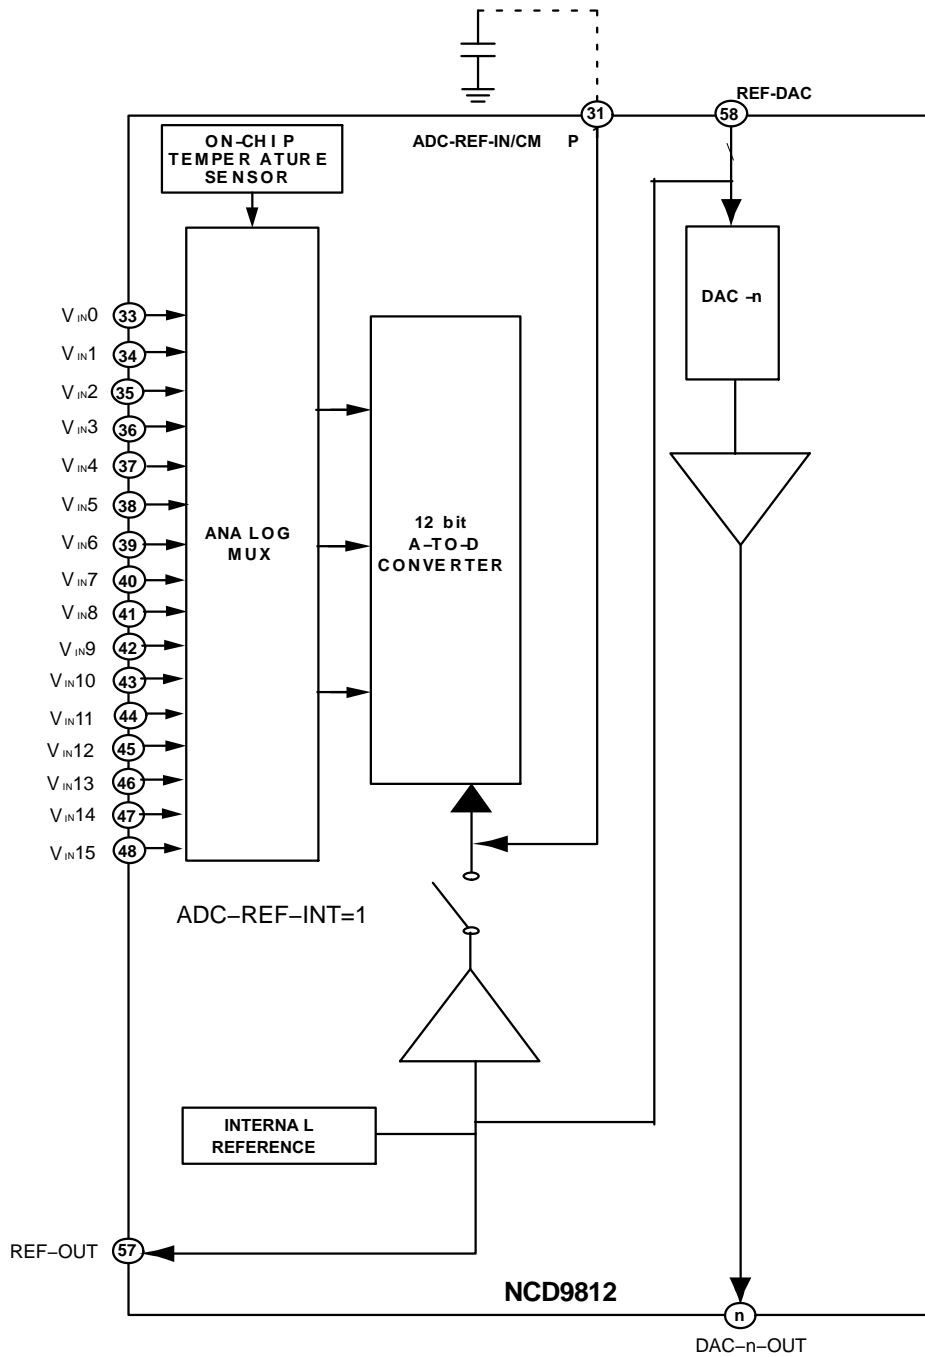 31
REF-DAC
58
ADC-REF-IN/CM P
ON-CHIP
TEMPERATURE
SENSOR
DAC -n
VIN0 33
VIN1 34
VIN2 35
VIN3 36
VIN4 37
VIN5 38
VIN6 39
VIN7 40
VIN8 41
VIN9 42
VIN10 43
VIN11 44
VIN12 45
VIN13 46
VIN14 47
VIN15 48
ANALOG
MUX
12 bit
A-TO-D
CONVERTER
ADC-REF-INT=1
INTERNAL
REFERENCE
REF-OUT 57
NCD9812
n
DAC-n-OUT